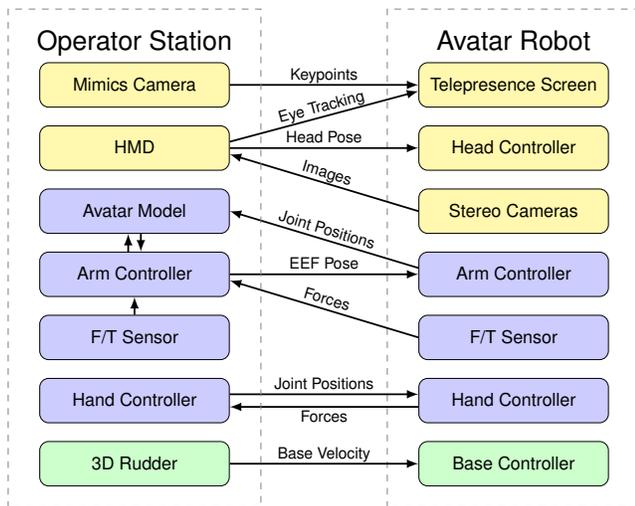 Operator Station
Avatar Robot
Mimics Camera
Keypoints
Telepresence Screen
Eye Tracking
HMD
Head Pose
Head Controller
Images
Avatar Model
Stereo Cameras
Joint Positions
Arm Controller
EEF Pose
Arm Controller
Forces
F/T Sensor
F/T Sensor
Hand Controller
Joint Positions
Hand Controller
Forces
3D Rudder
Base Velocity
Base Controller